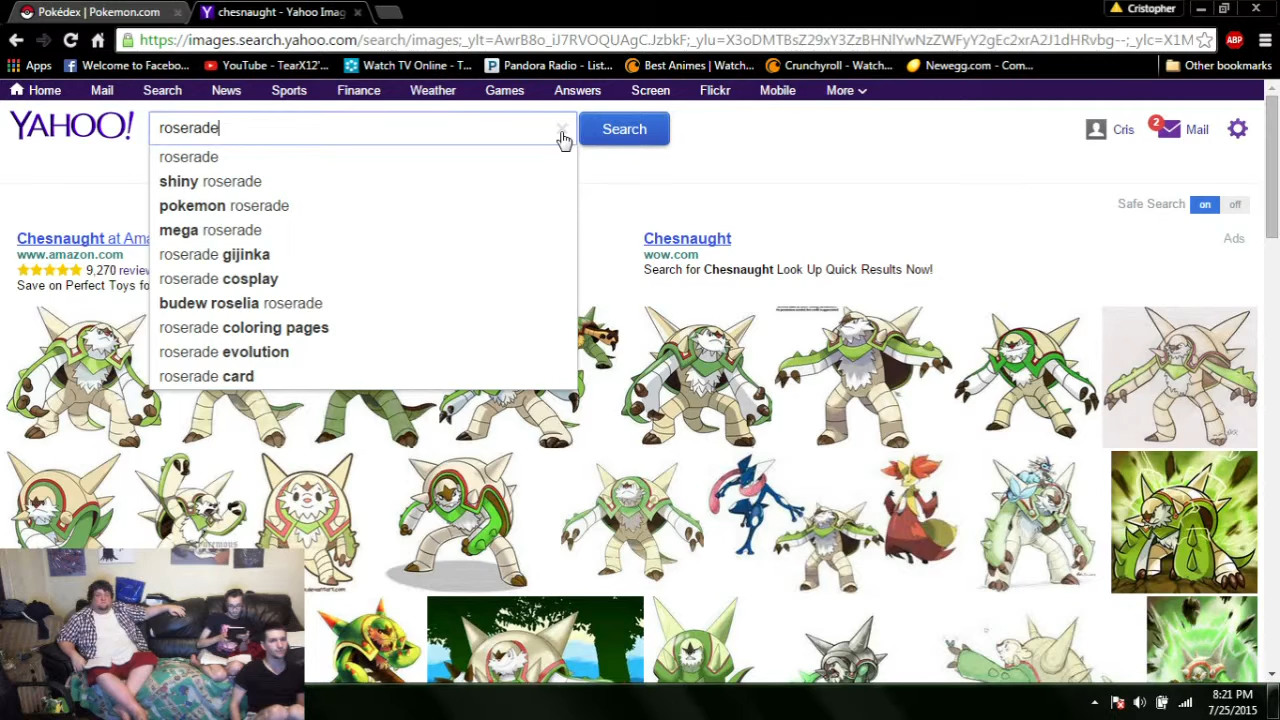 Pokédex | Pokemon.com
chesnaught - Yahoo Imag
Cristopher
https://images.search.yahoo.com/search/images;_ylt=AwrB8o_iJ7RVOQUAgCJzbkF;_ylu=X3oDMTBsZ29xY3ZzBHNlYwNzZWFyY2gEc2xrA2J1dHRvbg--;_ylc=X1M
ABP
Apps
Welcome to Facebo...
YouTube - TearX12'...
Watch TV Online - T...
Pandora Radio - List...
Best Animes | Watch...
Crunchyroll - Watch...
Newegg.com - Com...
Other bookmarks
Home Mail Search News Sports Finance Weather Games Answers Screen Flickr Mobile More
YAHOO!
roserade
Search
Cris
2
Mail
roserade
shiny roserade
pokemon roserade
mega roserade
roserade gijinka
roserade cosplay
budew roselia roserade
roserade coloring pages
roserade evolution
roserade card
Safe Search on off
Chesnaught at Ama
www.amazon.com
9,270 review
Save on Perfect Toys fo
Chesnaught
wow.com
Search for Chesnaught Look Up Quick Results Now!
Ads
8:21 PM
7/25/2015